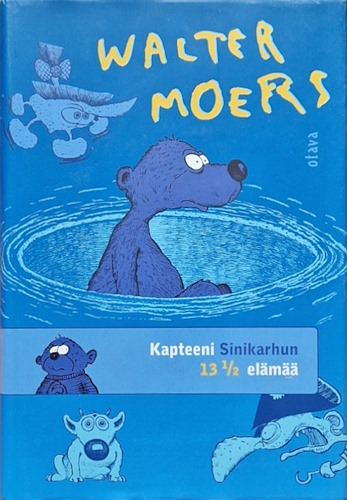 WALTER
MOERS
otava
Kapteeni Sinikarhun
13 1/2 elämää